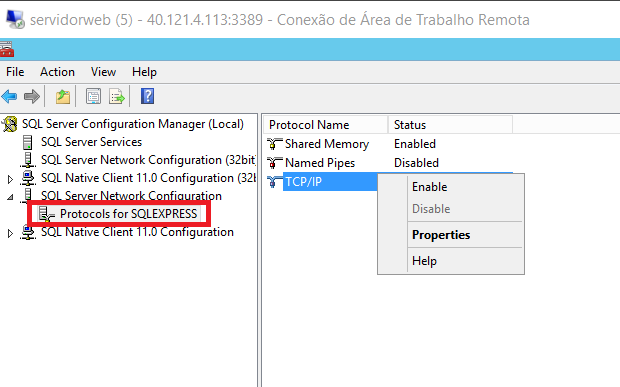 servidorweb (5) - 40.121.4.113:3389 - Conexão de Área de Trabalho Remota
File Action View Help
SQL Server Configuration Manager (Local)
SQL Server Services
SQL Server Network Configuration (32bit
SQL Native Client 11.0 Configuration (32b
SQL Server Network Configuration
Protocols for SQLEXPRESS
SQL Native Client 11.0 Configuration
Protocol Name Status
Shared Memory Enabled
Named Pipes Disabled
TCP/IP
Enable
Disable
Properties
Help